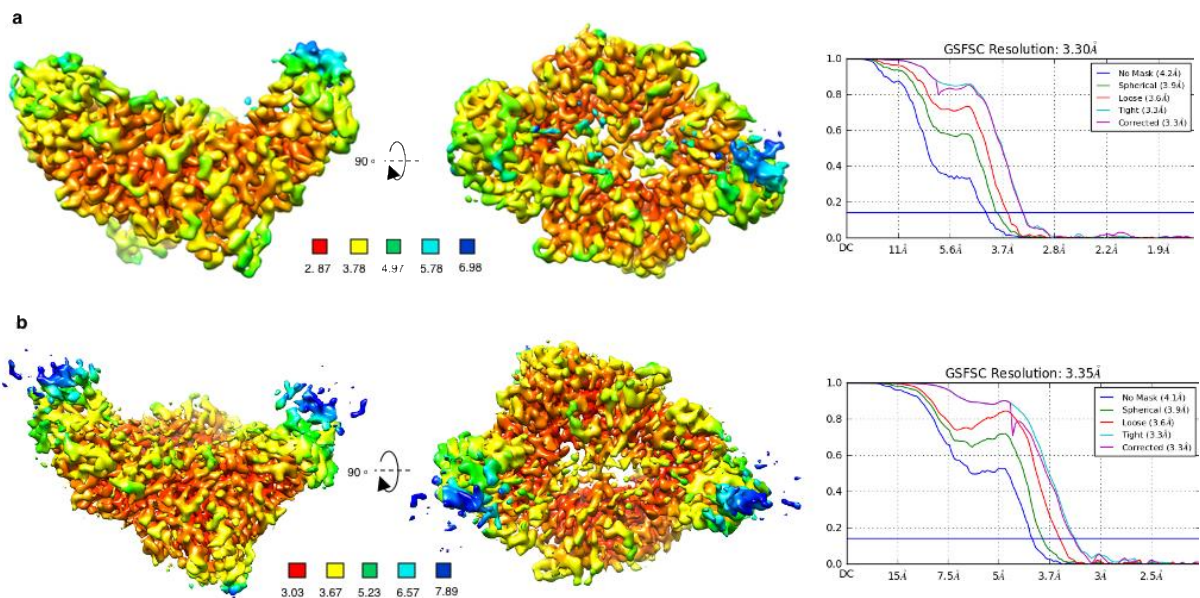 a
90 °
2.87 3.78 4.97 5.78 6.98
GSFSC Resolution: 3.30Å
1.0
0.8
0.6
0.4
0.2
0.0
No Mask (4.2Å)
Spherical (3.9Å)
Loose (3.6Å)
Tight (3.3Å)
Corrected (3.3Å)
DC 11Å 5.6Å 3.7Å 2.8Å 2.2Å 1.9Å
b
90 °
3.03 3.67 5.23 6.57 7.89
GSFSC Resolution: 3.35Å
1.0
0.8
0.6
0.4
0.2
0.0
No Mask (4.1Å)
Spherical (3.9Å)
Loose (3.6Å)
Tight (3.3Å)
Corrected (3.3Å)
DC 15Å 7.5Å 5Å 3.7Å 3Å 2.5Å